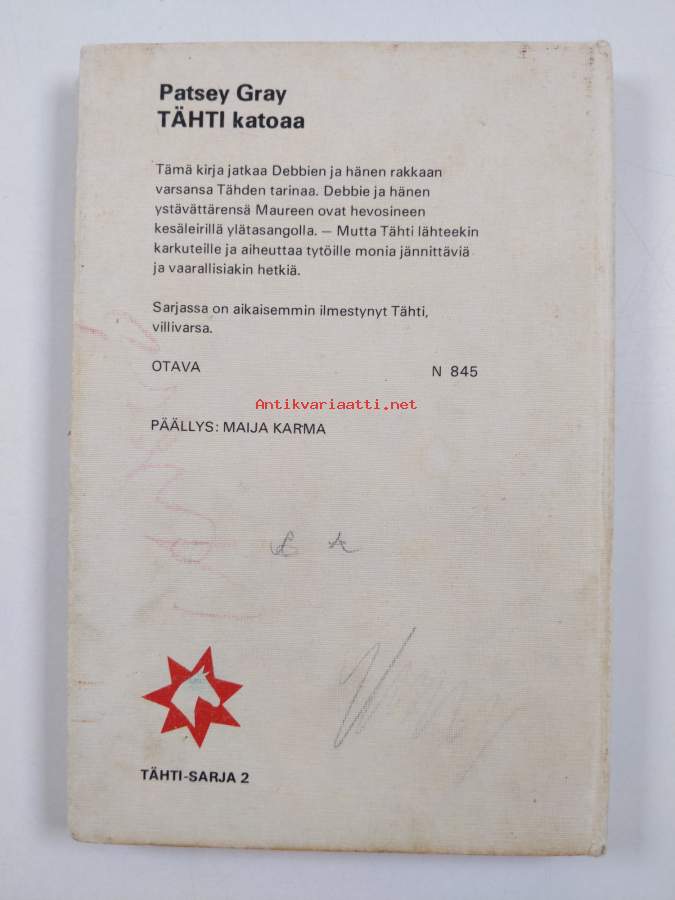 Patsey Gray
TÄHTI katoaa
Tämä kirja jatkaa Debbien ja hänen rakkaan
varsansa Tähden tarinaa. Debbie ja hänen
ystävättärensä Maureen ovat hevosineen
kesäleirillä ylätasangolla. — Mutta Tähti lähteekin
karkuteille ja aiheuttaa tytöille monia jännittäviä
ja vaarallisiakin hetkiä.
Sarjassa on aikaisemmin ilmestynyt Tähti,
villivarsa.
OTAVA N 845
Antikvariaatti.net
PÄÄLLYS: MAIJA KARMA
TÄHTI-SARJA 2